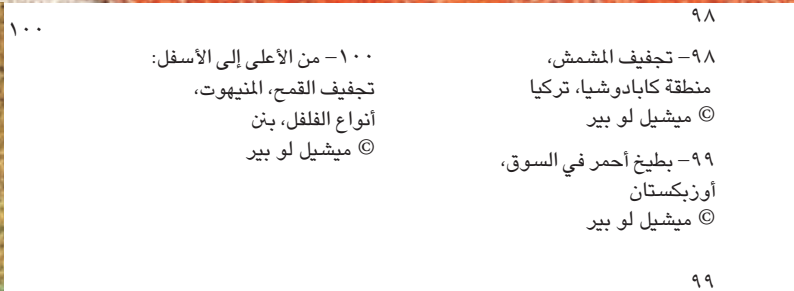 ٩٨
٩٨– تجفيف المشمش،
منطقة كابادوشيا، تركيا
© ميشيل لو بير
٩٩– بطيخ أحمر في السوق،
أوزبكستان
© ميشيل لو بير
٩٩
١٠٠
١٠٠– من الأعلى إلى الأسفل:
تجفيف القمح، المنيهوت،
أنواع الفلفل، بنن
© ميشيل لو بير